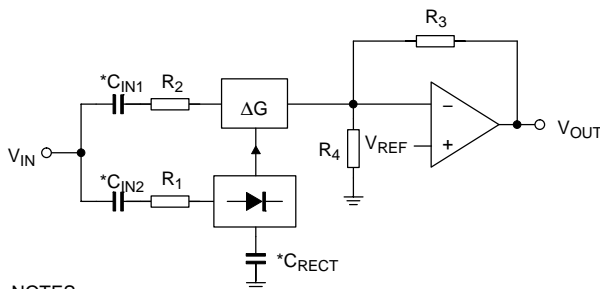 R3
*CIN1
R2
ΔG
VIN
VREF
R4
VOUT
*CIN2
R1
*CRECT
−
+
NOTES